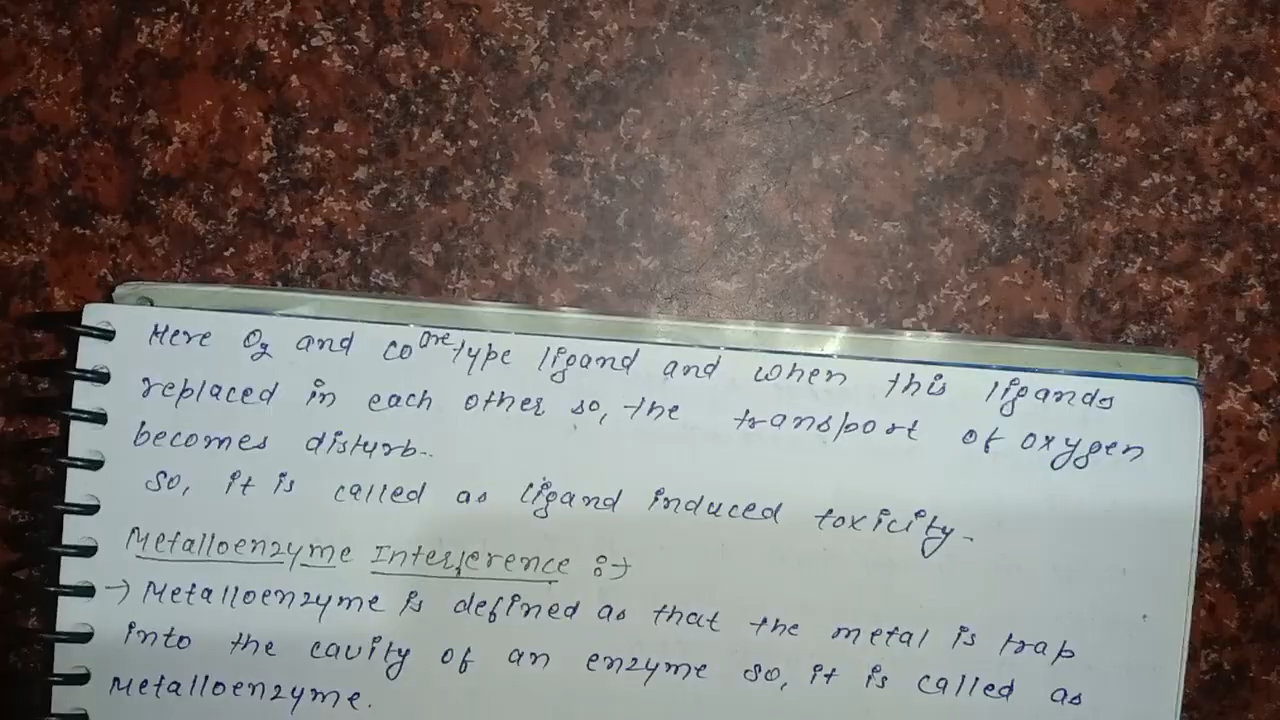 Here O2 and CO are type ligand and when this ligands
replaced in each other so, the transport of oxygen
becomes disturb..
So, it is called as ligand induced toxicity.
Metalloenzyme Interference :→
→ Metalloenzyme is defined as that the metal is trap
into the cavity of an enzyme so, it is called as
Metalloenzyme.